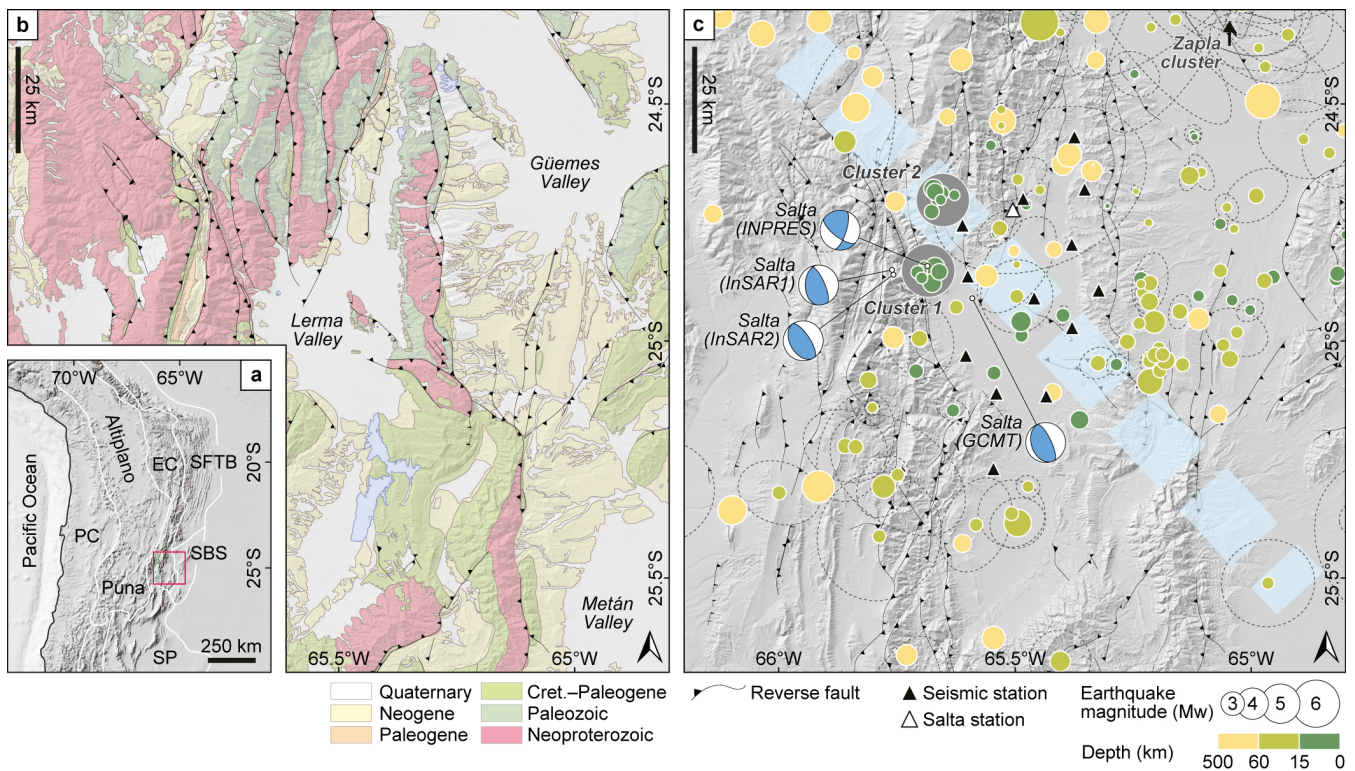 b
25 km
Güemes
Valley
Lerma
Valley
Metán
Valley
65.5°W
65°W
24.5°S
25°S
25.5°S
a
70°W
65°W
Altiplano
EC
SFTB
20°S
Pacific Ocean
PC
SBS
Puna
25°S
250 km
SP
c
25 km
Zapla
cluster
24.5°S
Cluster 2
Salta
(INPRES)
Salta
(InSAR1)
Cluster 1
Salta
(InSAR2)
25°S
Salta
(GCMT)
25.5°S
66°W
65.5°W
65°W
Quaternary
Neogene
Paleogene
Cret.–Paleogene
Paleozoic
Neoproterozoic
Reverse fault
Seismic station
Salta station
Earthquake
magnitude (Mw)
3 4 5 6
Depth (km)
500 60 15 0